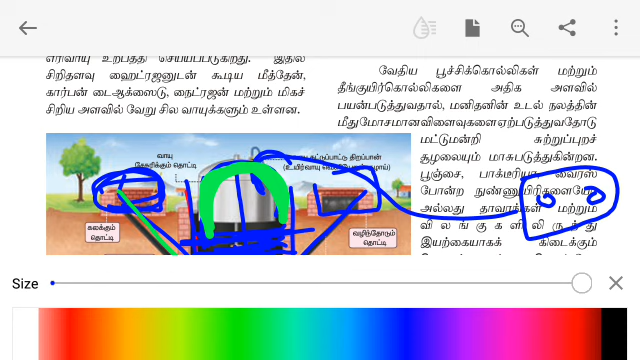 எரிவாயு உற்பத்தி செய்யப்படுகிறது. இதில்
சிறிதளவு ஹைட்ரஜனுடன் கூடிய மீத்தேன்,
கார்பன் டைஆக்ஸைடு, நைட்ரஜன் மற்றும் மிகச்
சிறிய அளவில் வேறு சில வாயுக்களும் உள்ளன.
வாயு
சேகரிக்கும் தொட்டி
கட்டுப்பாட்டு திறப்பான்
கலக்கும்
தொட்டி
வழிந்தோடும்
தொட்டி
வேதிய பூச்சிக்கொல்லிகள் மற்றும்
தீங்குயிர்கொல்லிகளை அதிக அளவில்
பயன்படுத்துவதால், மனிதனின் உடல் நலத்தின்
மீதுமோசமானவிளைவுகளைஏற்படுத்துவதோடு
மட்டுமன்றி சுற்றுப்புறச்
சூழலையும் மாசுபடுத்துகின்றன.
பூஞ்சை, பாக்டீரியா, வைரஸ்
போன்ற நுண்ணுயிரிகளையோ
அல்லது தாவரங்கள் மற்றும்
விலங்குகளிலிருந்து
இயற்கையாகக் கிடைக்கும்
Size